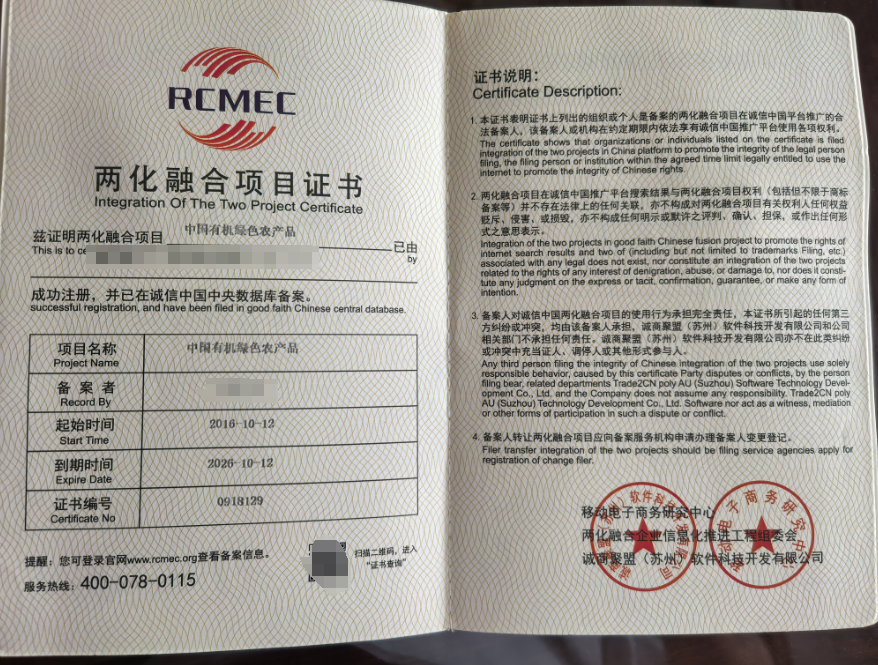 RCMEC
两化融合项目证书
Integration Of The Two Project Certificate
兹证明两化融合项目 中国有机绿色农产品 已由
This is to ce by
成功注册，并已在诚信中国中央数据库备案。
successful registration, and have been filed in good faith Chinese central database.
项目名称 中国有机绿色农产品
Project Name
备案者
Record By
起始时间 2016-10-12
Start Time
到期时间 2026-10-12
Expire Date
证书编号 0918129
Certificate No
提醒：您可登录官网www.rcmec.org查看备案信息。
服务热线：400-078-0115
扫描二维码，进入
“证书查询”
证书说明：
Certificate Description:
1. 本证书表明证书上列出的组织或个人是备案的两化融合项目在诚信中国平台推广的合
法备案人，该备案人或机构在约定期限内依法享有诚信中国推广平台使用各项权利。
The certificate shows that organizations or individuals listed on the certificate is filed
integration of the two projects in China platform to promote the integrity of the legal person
filing, the filing person or institution within the agreed time limit legally entitled to use the
internet to promote the integrity of Chinese rights.
2. 两化融合项目在诚信中国推广平台搜索结果与两化融合项目权利（包括但不限于商标
备案等）并不存在法律上的任何关联，亦不构成对两化融合项目有关权利人任何权益
贬斥、侵害、或损毁，亦不构成任何明示或默许之评判、确认、担保、或作出任何形
式之意思表示。
Integration of the two projects in good faith Chinese fusion project to promote the rights of
internet search results and two of (including but not limited to trademarks Filing, etc.)
associated with any legal does not exist, nor constitute an integration of the two projects
related to the rights of any interest of denigration, abuse, or damage to, nor does it consti-
tute any judgment on the express or tacit, confirmation, guarantee, or make any form of
intention.
3. 备案人对诚信中国两化融合项目的使用行为承担完全责任，本证书所引起的任何第三
方纠纷或冲突，均由该备案人承担，诚商聚盟（苏州）软件科技开发有限公司和公司
相关部门不承担任何责任。诚商聚盟（苏州）软件科技开发有限公司亦不在此类纠纷
或冲突中充当证人、调停人或其他形式参与人。
Any third person filing the integrity of Chinese integration of the two projects use solely
responsible behavior, caused by this certificate Party disputes or conflicts, by the person
filing bear, related departments Trade2CN poly AU (Suzhou) Software Technology Devel-
opment Co., Ltd. and the Company does not assume any responsibility. Trade2CN poly
AU (Suzhou) Technology Development Co., Ltd. Software nor act as a witness, mediation
or other forms of participation in such a dispute or conflict.
4. 备案人转让两化融合项目应向备案服务机构申请办理备案人变更登记。
Filer transfer integration of the two projects should be filing service agencies apply for
registration of change filer.
移动电子商务研究中心
两化融合企业信息化推进工程组委会
诚商聚盟（苏州）软件科技开发有限公司